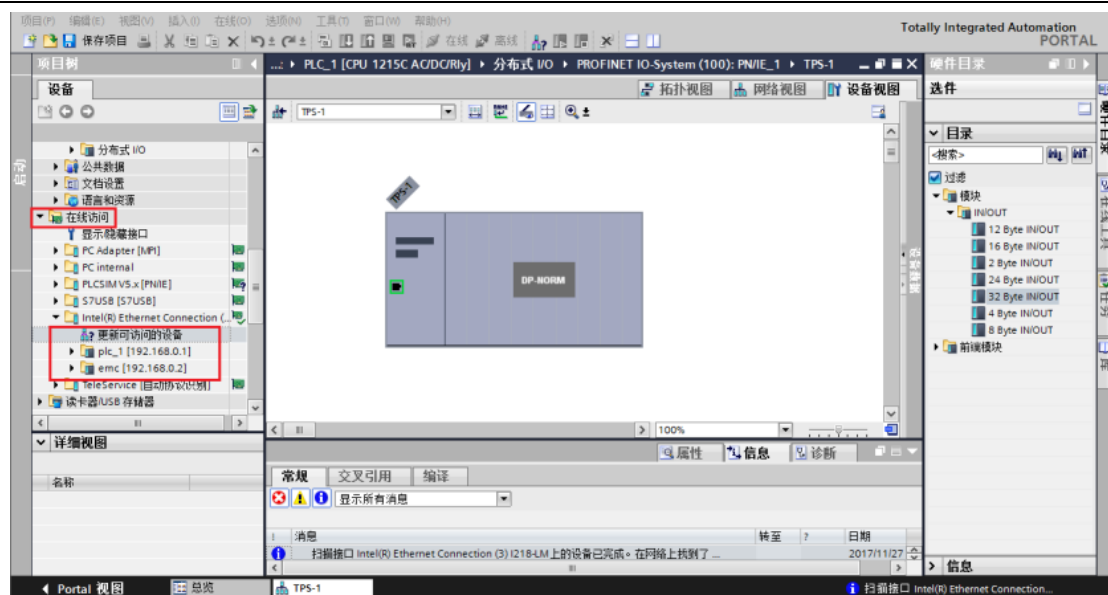 项目(P) 编辑(E) 视图(V) 插入(I) 在线(O) 选项(N) 工具(T) 窗口(W) 帮助(H)
Totally Integrated Automation
PORTAL
保存项目
在线 离线
项目树
...: ▸ PLC_1 [CPU 1215C AC/DC/Rly] ▸ 分布式 I/O ▸ PROFINET IO-System (100): PN/IE_1 ▸ TPS-1
硬件目录
设备
拓扑视图 网络视图 设备视图
选件
TPS-1
目录
<搜索>
过滤
模块
IN/OUT
12 Byte IN/OUT
16 Byte IN/OUT
2 Byte IN/OUT
24 Byte IN/OUT
32 Byte IN/OUT
4 Byte IN/OUT
8 Byte IN/OUT
前端模块
启动
分布式 I/O
公共数据
文档设置
语言和资源
在线访问
显示/隐藏接口
PC Adapter [MPI]
PC internal
PLCSIM V5.x [PN/IE]
S7USB [S7USB]
Intel(R) Ethernet Connection (...
更新可访问的设备
plc_1 [192.168.0.1]
emc [192.168.0.2]
TeleService [自动协议识别]
读卡器/USB 存储器
TPS-1
DP-NORM
设备数据
100%
详细视图
名称
属性 信息 诊断
常规 交叉引用 编译
显示所有消息
! 消息 转至 ? 日期
扫描接口 Intel(R) Ethernet Connection (3) I218-LM 上的设备已完成。在网络上找到了 ... 2017/11/27
信息
Portal 视图 总览 TPS-1
扫描接口 Intel(R) Ethernet Connection...